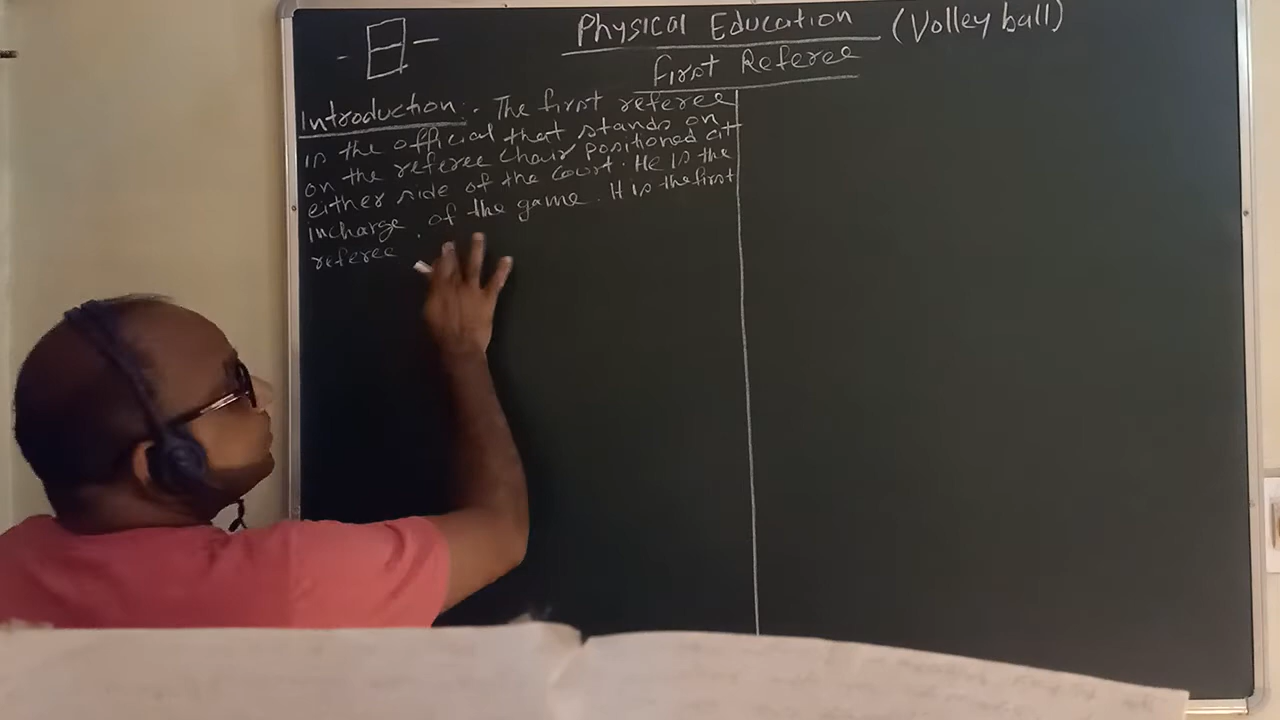 Physical Education (Volley ball)
First Referee
Introduction:- The first referee
is the official that stands on
on the referee chair positioned at
either side of the court. He is the
incharge of the game. H is the first
referee